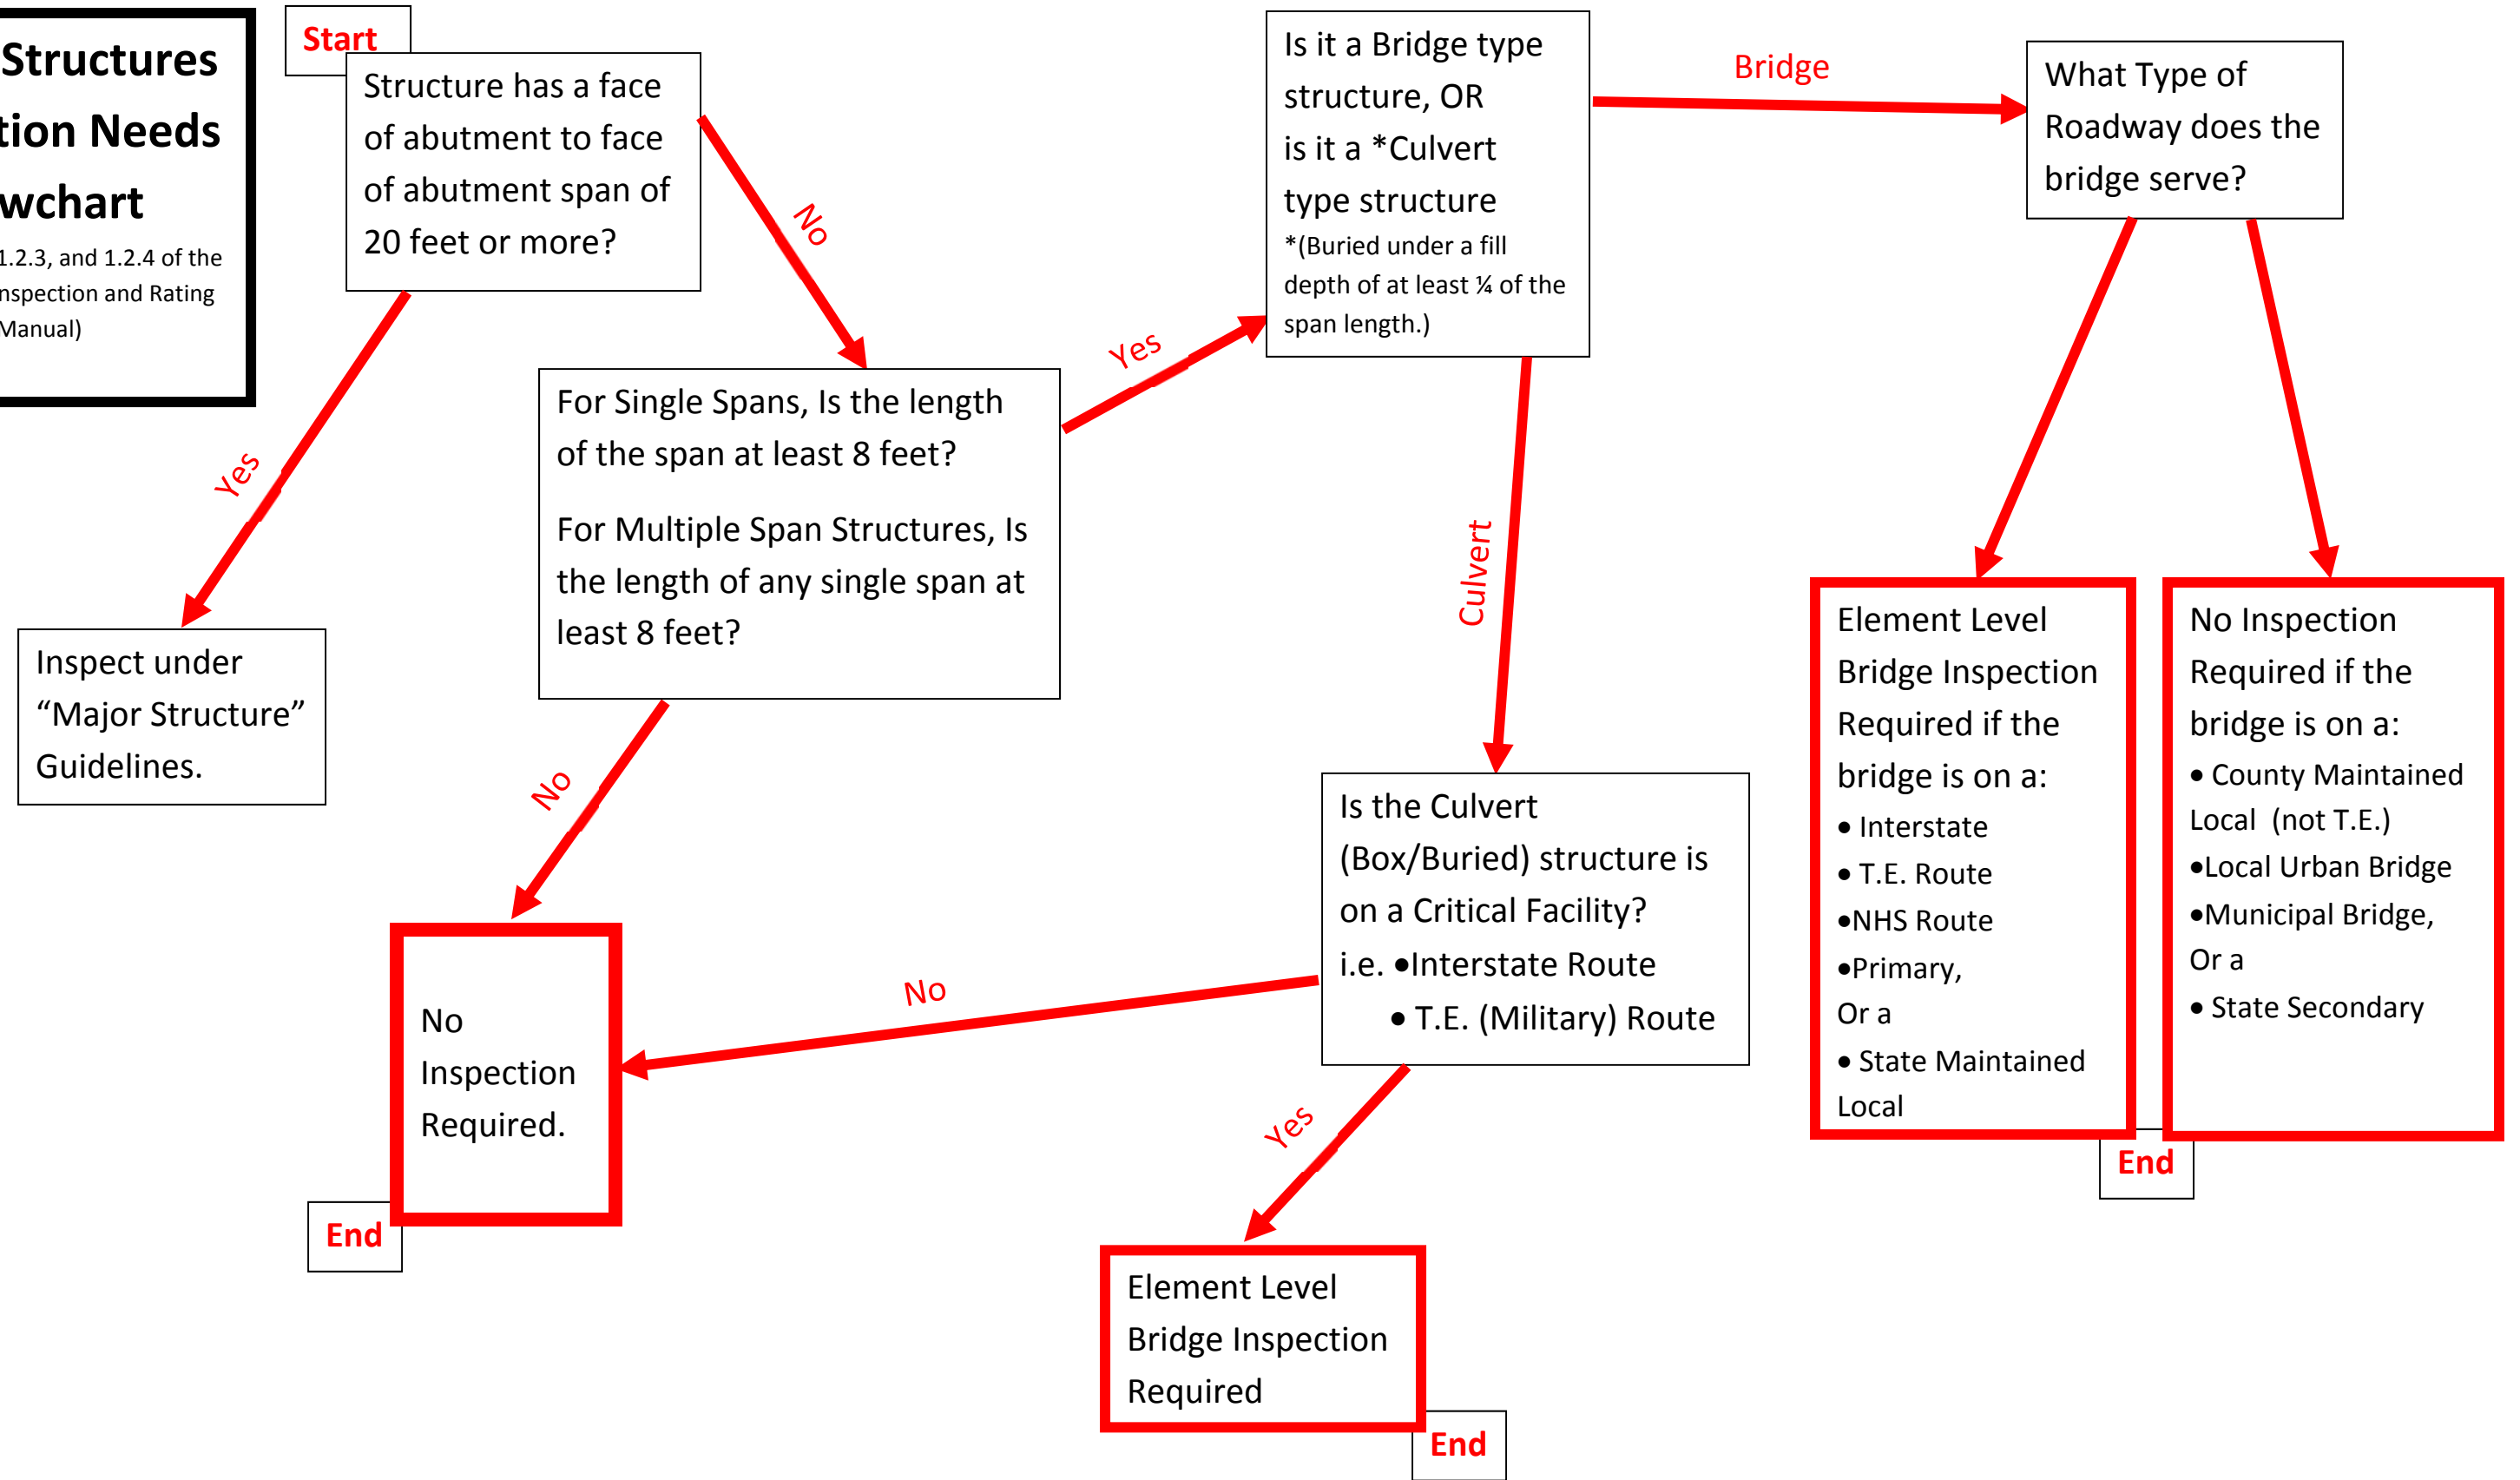 Structures
tion Needs
wchart
1.2.3, and 1.2.4 of the
nspection and Rating
Manual)
Start
Structure has a face
of abutment to face
of abutment span of
20 feet or more?
No
Yes
Inspect under
“Major Structure”
Guidelines.
For Single Spans, Is the length
of the span at least 8 feet?
For Multiple Span Structures, Is
the length of any single span at
least 8 feet?
Yes
No
Is it a Bridge type
structure, OR
is it a *Culvert
type structure
*(Buried under a fill
depth of at least ¼ of the
span length.)
Bridge
Culvert
What Type of
Roadway does the
bridge serve?
Element Level
Bridge Inspection
Required if the
bridge is on a:
• Interstate
• T.E. Route
•NHS Route
•Primary,
Or a
• State Maintained
Local
No Inspection
Required if the
bridge is on a:
• County Maintained
Local  (not T.E.)
•Local Urban Bridge
•Municipal Bridge,
Or a
• State Secondary
End
Is the Culvert
(Box/Buried) structure is
on a Critical Facility?
i.e. •Interstate Route
• T.E. (Military) Route
No
Yes
No
Inspection
Required.
End
Element Level
Bridge Inspection
Required
End